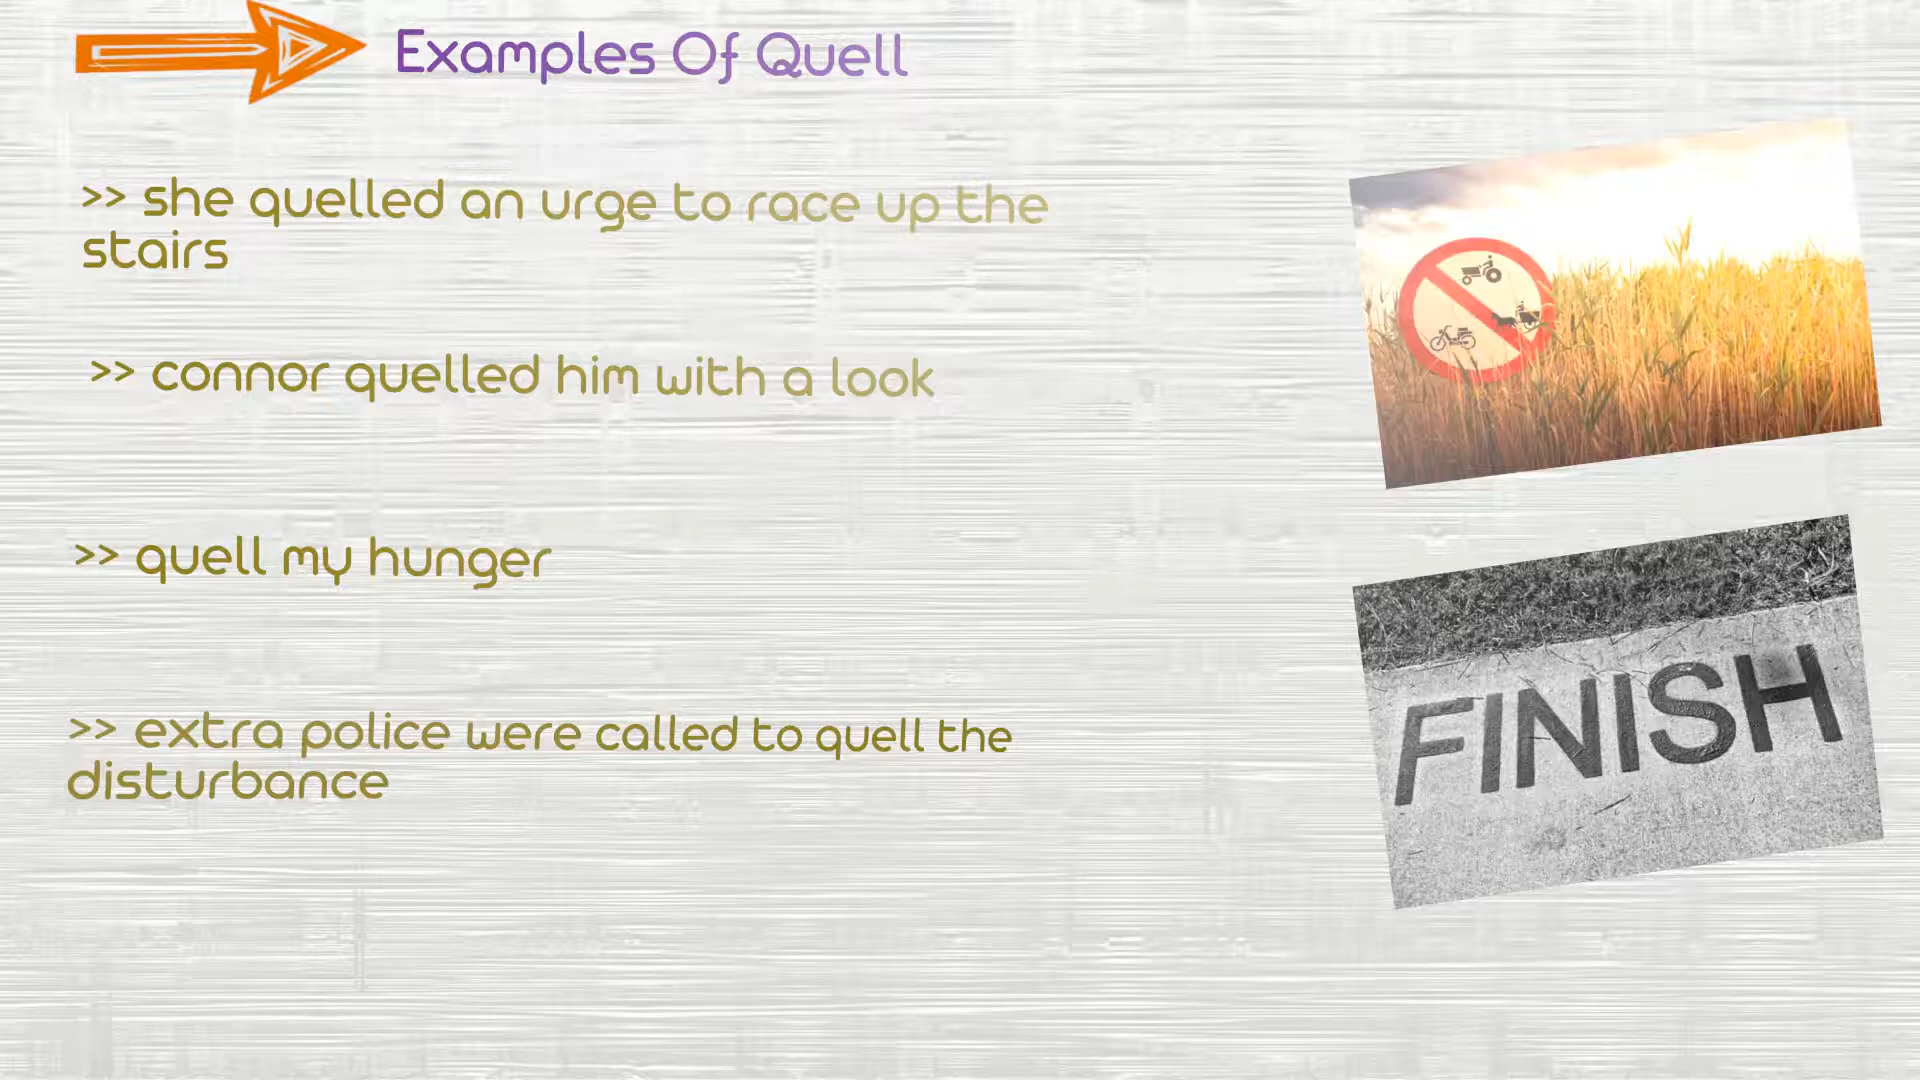 Examples Of Quell
>> she quelled an urge to race up the
stairs
>> connor quelled him with a look
>> quell my hunger
>> extra police were called to quell the
disturbance
FINISH